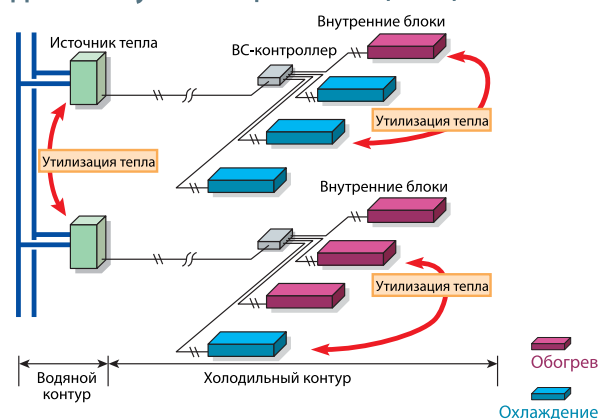 Внутренние блоки
Источник тепла
BC-контроллер
Утилизация тепла
Утилизация тепла
Внутренние блоки
Утилизация тепла
Обогрев
Водяной
контур
Холодильный контур
Охлаждение